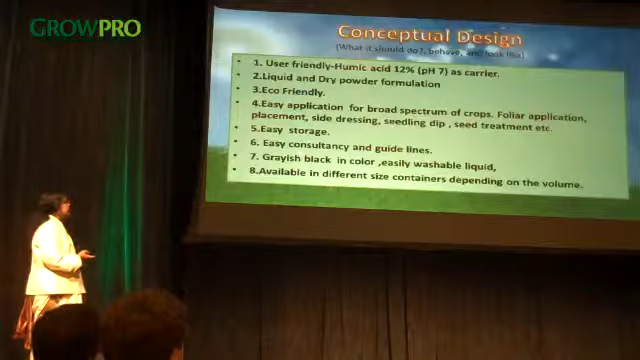 GROWPRO
Conceptual Design
(What it should do?, behave, and look like)
• 1. User friendly-Humic acid 12% (pH 7) as carrier.
• 2.Liquid and Dry powder formulation
• 3.Eco Friendly.
• 4.Easy application for broad spectrum of crops. Foliar application,
placement, side dressing, seedling dip , seed treatment etc.
• 5.Easy storage.
• 6. Easy consultancy and guide lines.
• 7. Grayish black in color ,easily washable liquid,
• 8.Available in different size containers depending on the volume.